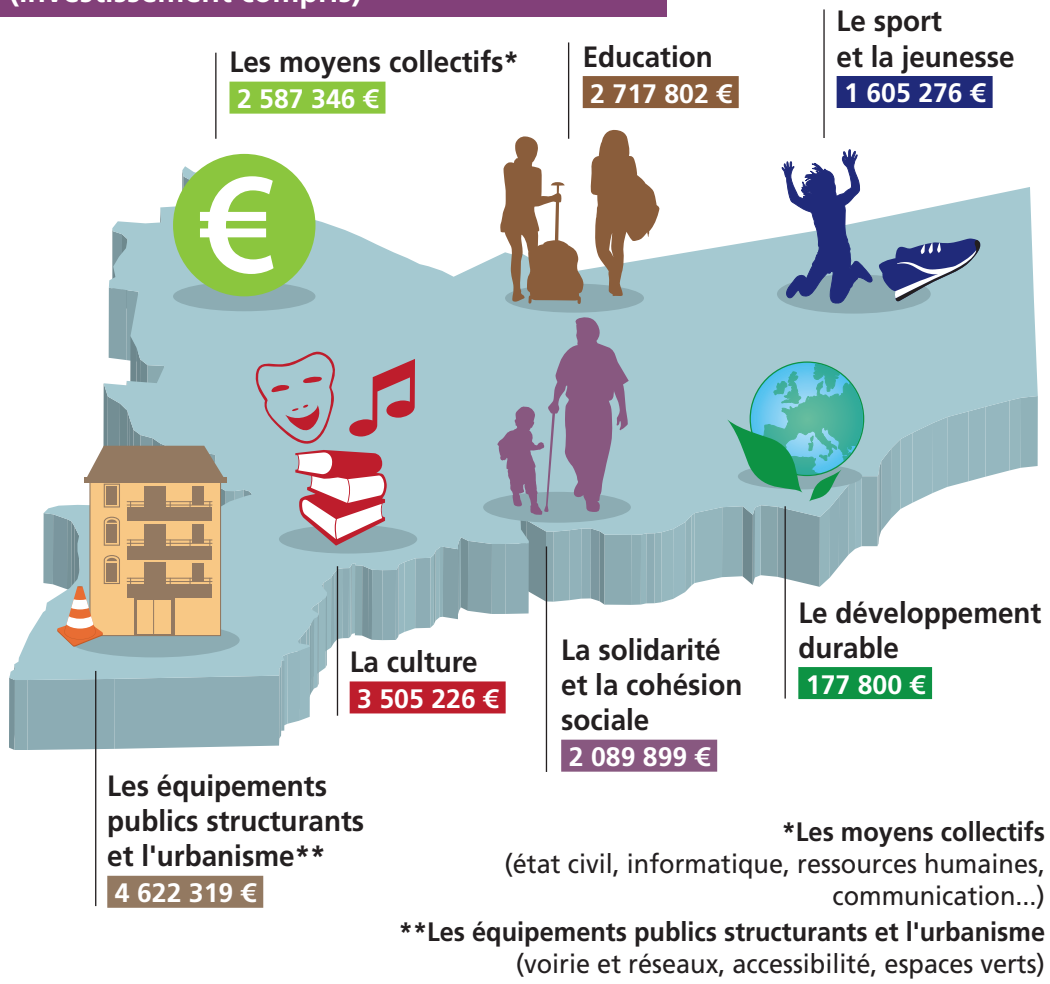 (investissement compris)
Les moyens collectifs*
2 587 346 €
Education
2 717 802 €
Le sport
et la jeunesse
1 605 276 €
€
La culture
3 505 226 €
La solidarité
et la cohésion
sociale
2 089 899 €
Le développement
durable
177 800 €
Les équipements
publics structurants
et l'urbanisme**
4 622 319 €
*Les moyens collectifs
(état civil, informatique, ressources humaines,
communication...)
**Les équipements publics structurants et l'urbanisme
(voirie et réseaux, accessibilité, espaces verts)